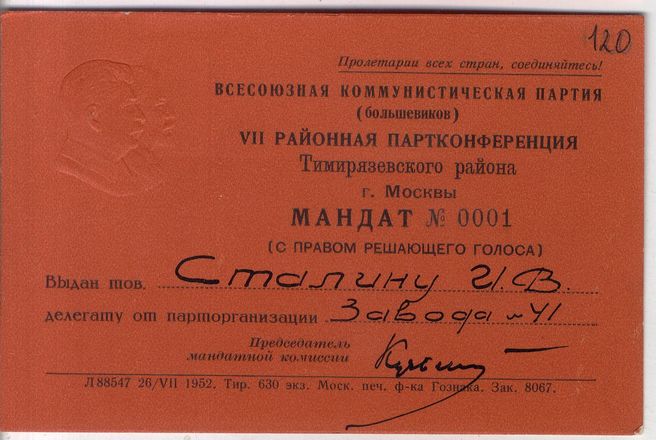 120
Пролетарии всех стран, соединяйтесь!
ВСЕСОЮЗНАЯ КОММУНИСТИЧЕСКАЯ ПАРТИЯ
(большевиков)
VII РАЙОННАЯ ПАРТКОНФЕРЕНЦИЯ
Тимирязевского района
г. Москвы
МАНДАТ № 0001
(С ПРАВОМ РЕШАЮЩЕГО ГОЛОСА)
Выдан тов. Сталину И.В.
делегату от парторганизации Завода № 41
Председатель
мандатной комиссии
Л 88547 26/VII 1952. Тир. 630 экз. Моск. печ. ф-ка Гознака. Зак. 8067.